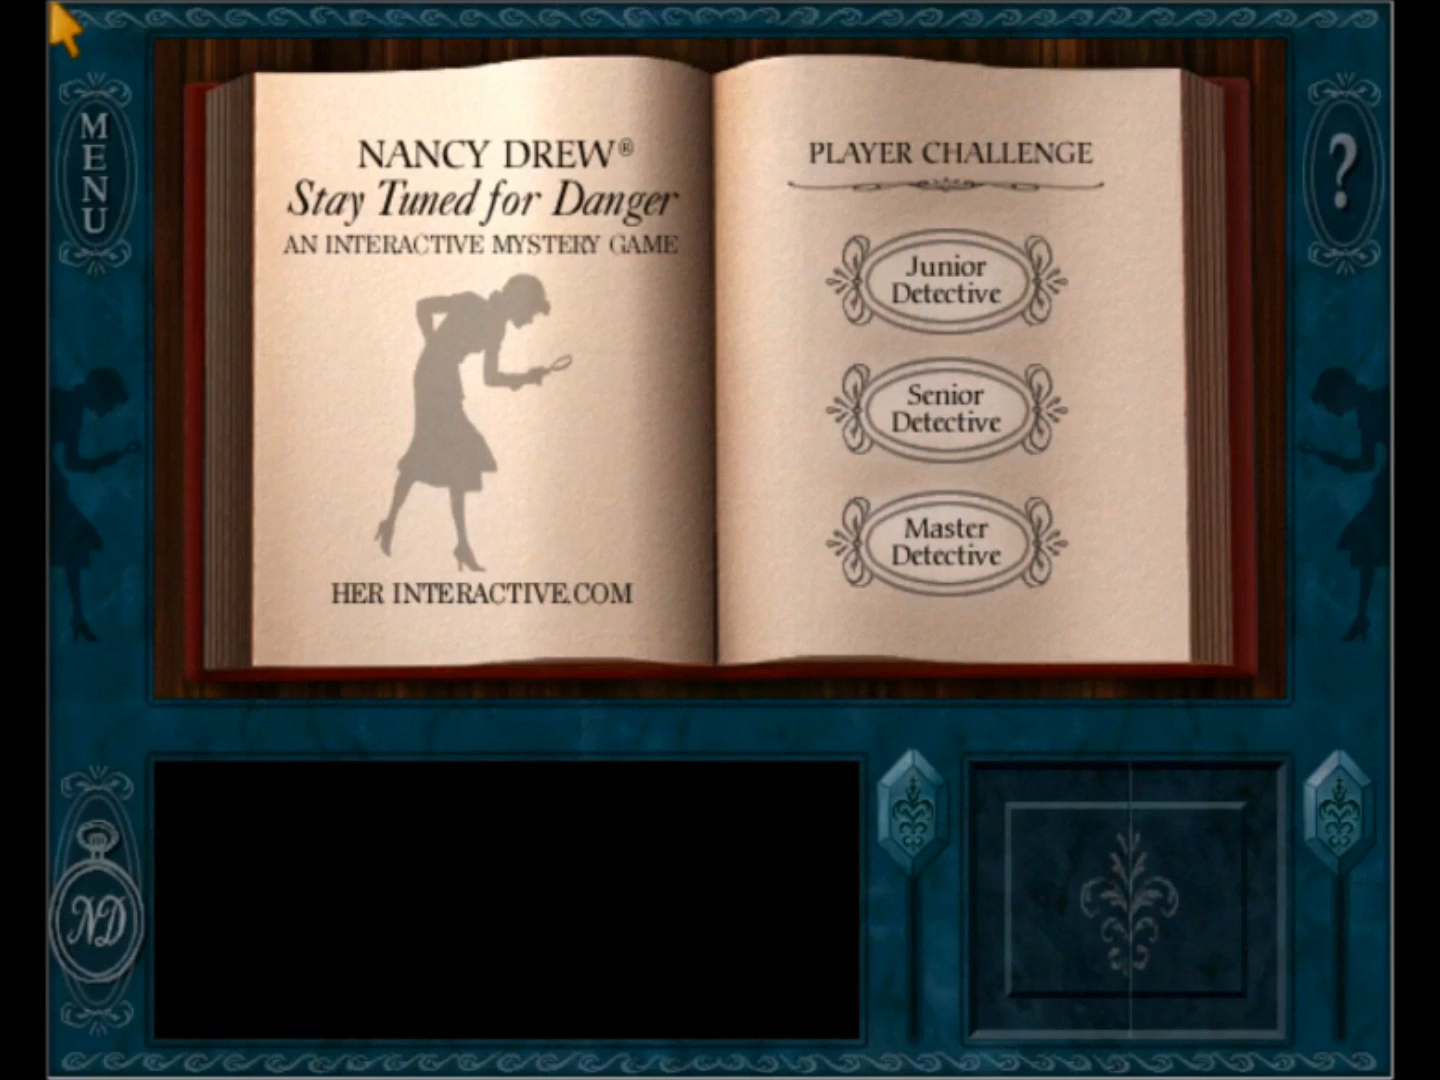 MENU
NANCY DREW®
Stay Tuned for Danger
AN INTERACTIVE MYSTERY GAME
HER INTERACTIVE.COM
PLAYER CHALLENGE
Junior
Detective
Senior
Detective
Master
Detective
?
ND